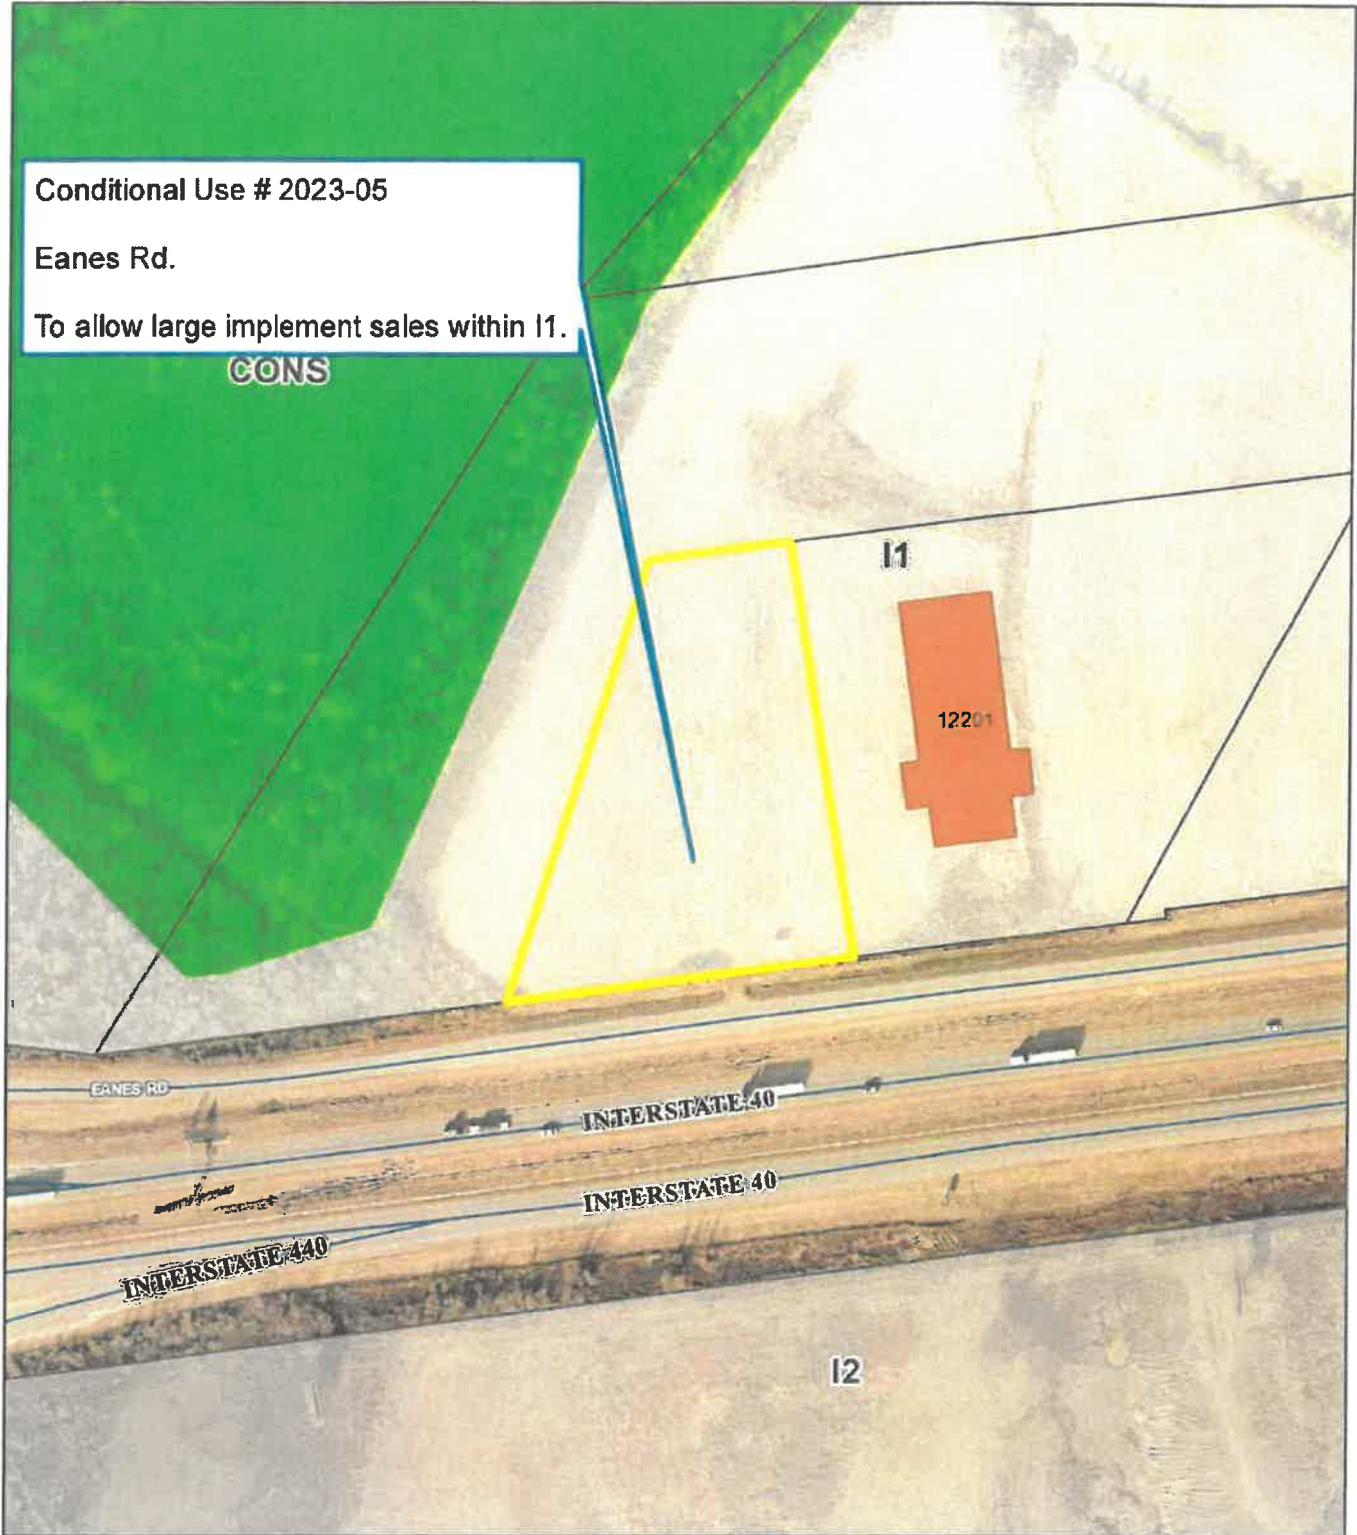 Conditional Use # 2023-05
Eanes Rd.
To allow large implement sales within I1.
CONS
I1
12201
EANES RD
INTERSTATE 40
INTERSTATE 40
INTERSTATE 440
I2